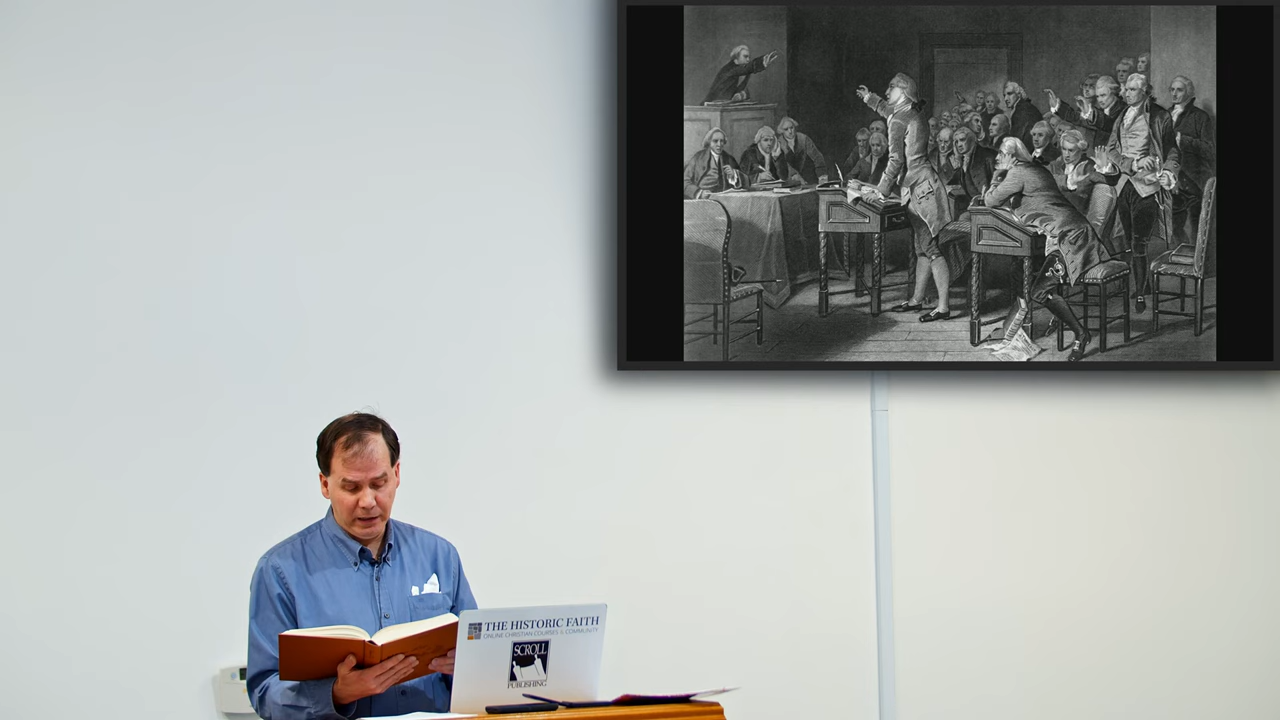 THE HISTORIC FAITH
ONLINE CHRISTIAN COURSES & COMMUNITY
SCROLL
PUBLISHING